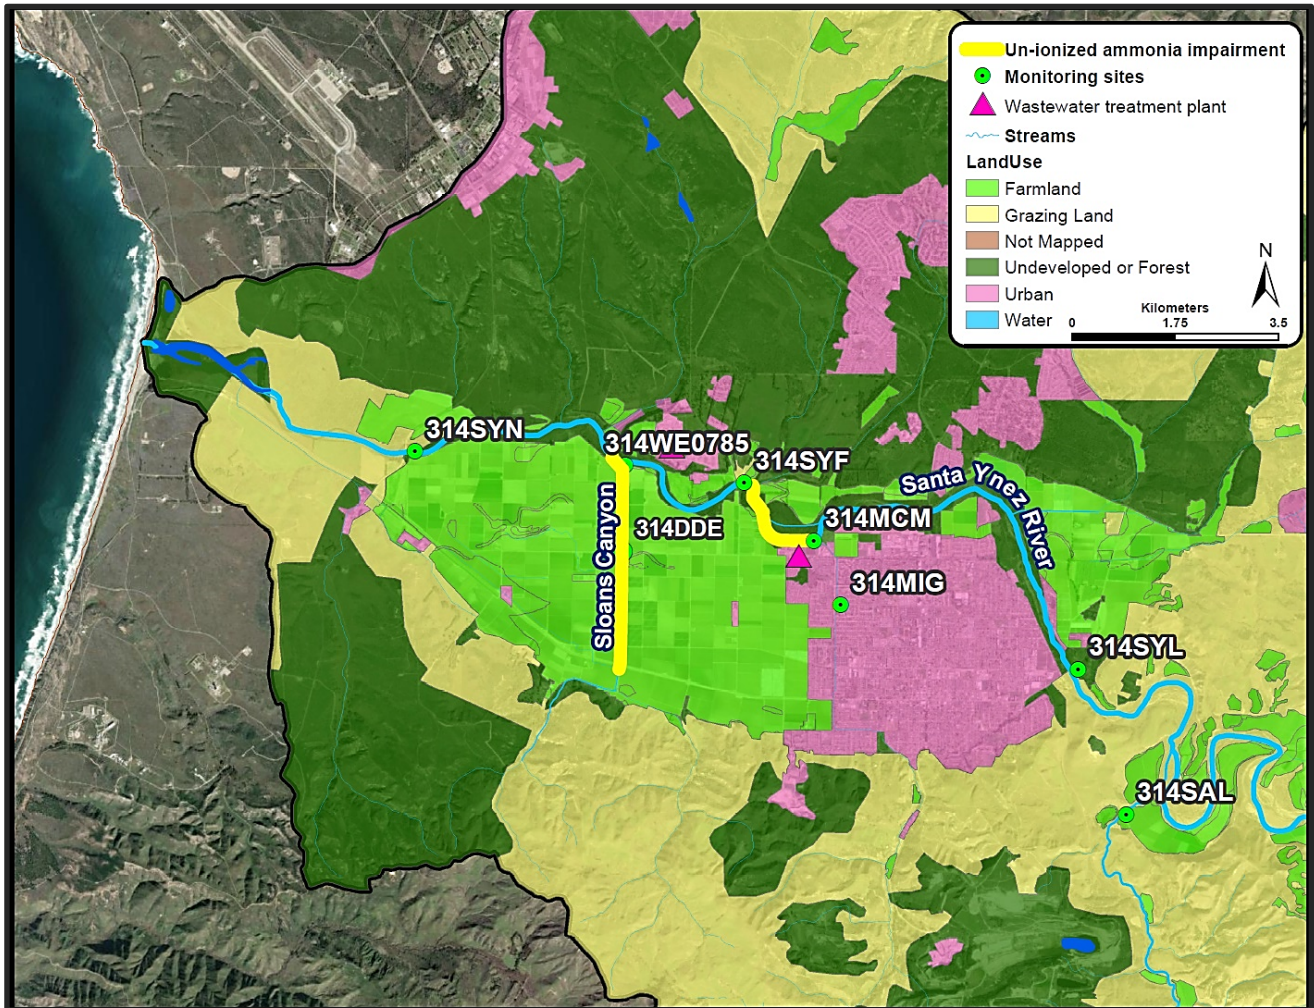 Un-ionized ammonia impairment
Monitoring sites
Wastewater treatment plant
Streams
LandUse
Farmland
Grazing Land
Not Mapped
Undeveloped or Forest
Urban
Water
N
Kilometers
0 1.75 3.5
314SYN
314WE0785
314SYF
Santa Ynez River
314DDE
314MCM
Sloans Canyon
314MIG
314SYL
314SAL